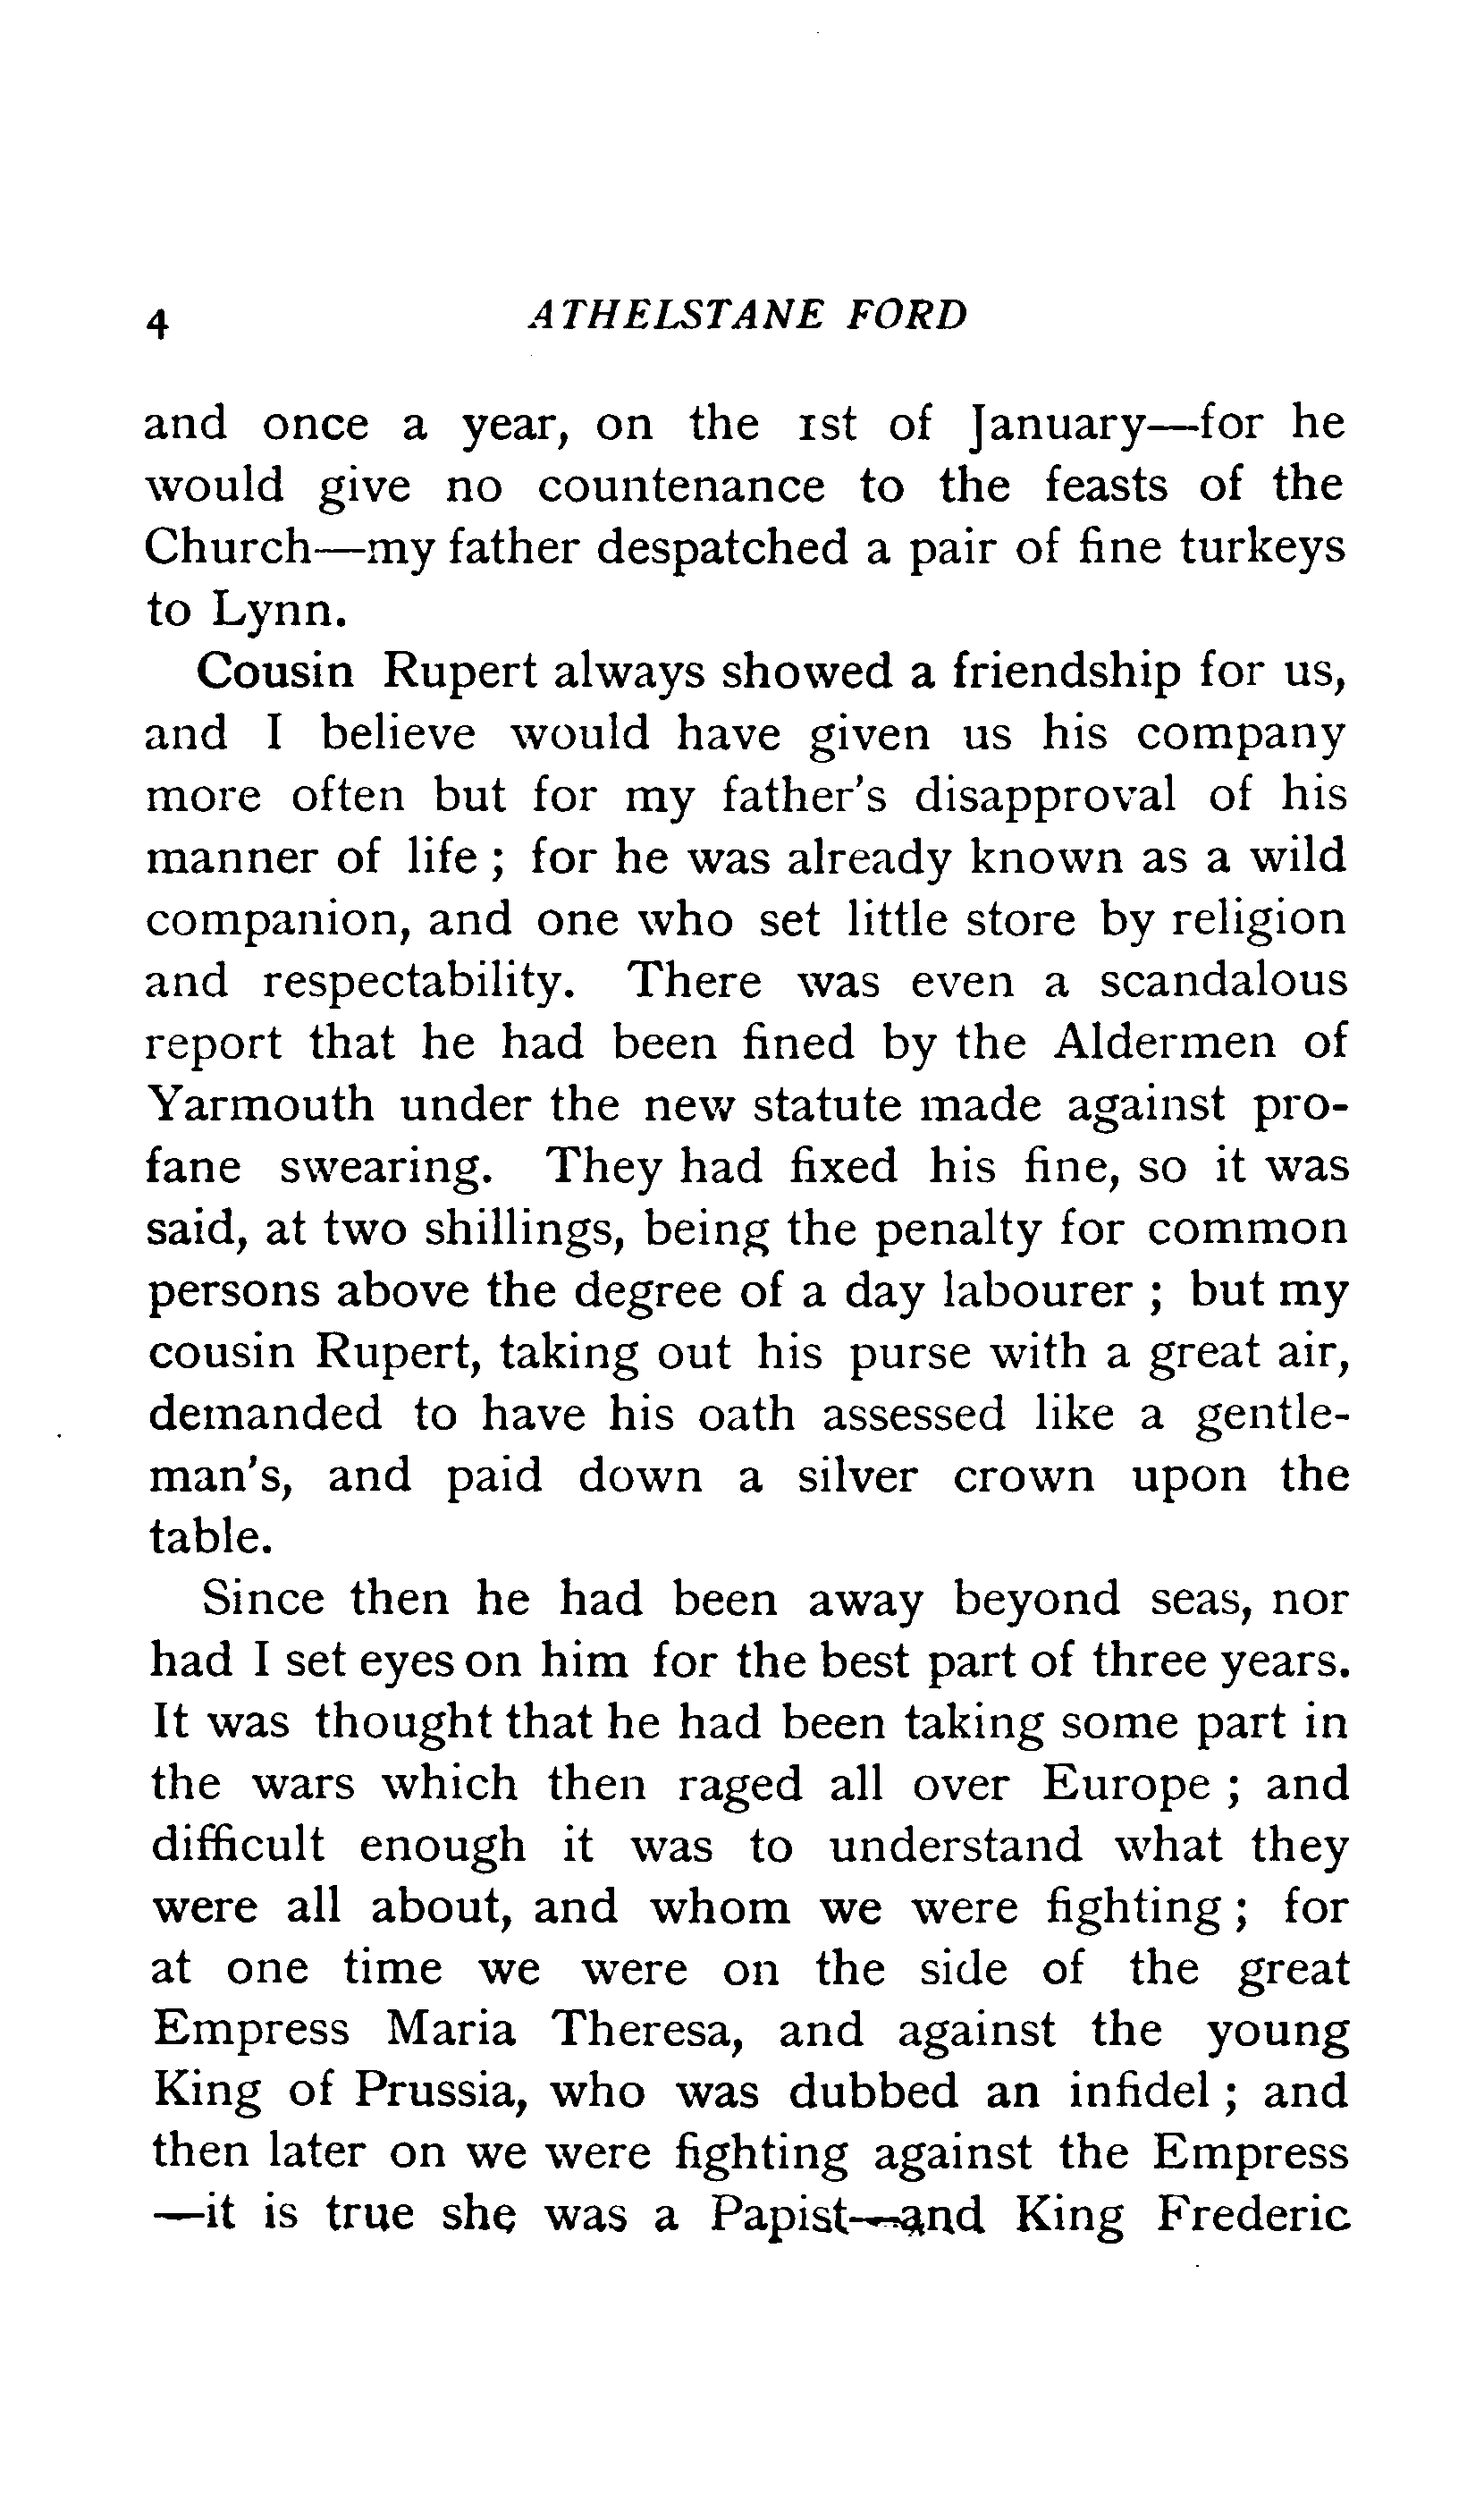 4 ATHELSTANE FORD
and once a year, on the 1st of January—for he
would give no countenance to the feasts of the
Church—my father despatched a pair of fine turkeys
to Lynn.
Cousin Rupert always showed a friendship for us,
and I believe would have given us his company
more often but for my father's disapproval of his
manner of life ; for he was already known as a wild
companion, and one who set little store by religion
and respectability. There was even a scandalous
report that he had been fined by the Aldermen of
Yarmouth under the new statute made against pro-
fane swearing. They had fixed his fine, so it was
said, at two shillings, being the penalty for common
persons above the degree of a day labourer ; but my
cousin Rupert, taking out his purse with a great air,
demanded to have his oath assessed like a gentle-
man's, and paid down a silver crown upon the
table.
Since then he had been away beyond seas, nor
had I set eyes on him for the best part of three years.
It was thought that he had been taking some part in
the wars which then raged all over Europe ; and
difficult enough it was to understand what they
were all about, and whom we were fighting ; for
at one time we were on the side of the great
Empress Maria Theresa, and against the young
King of Prussia, who was dubbed an infidel ; and
then later on we were fighting against the Empress
—it is true she was a Papist—and King Frederic